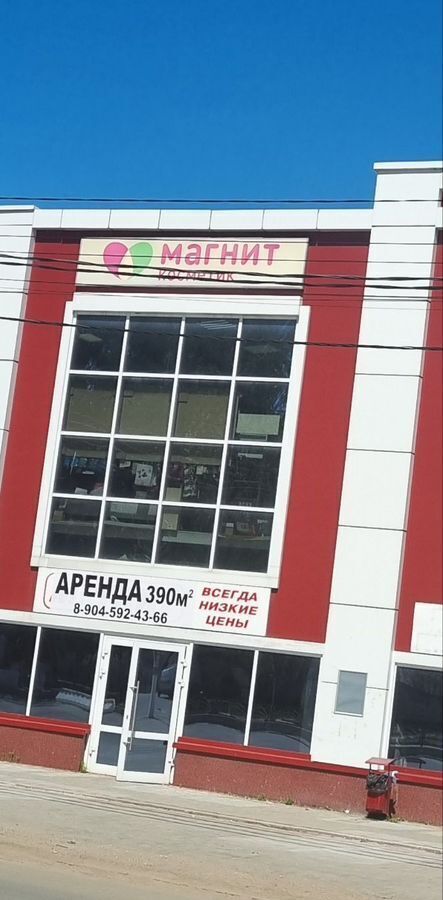 МАГНИТ
КОСМЕТИК
АРЕНДА 390м²
8-904-592-43-66
ВСЕГДА
НИЗКИЕ
ЦЕНЫ